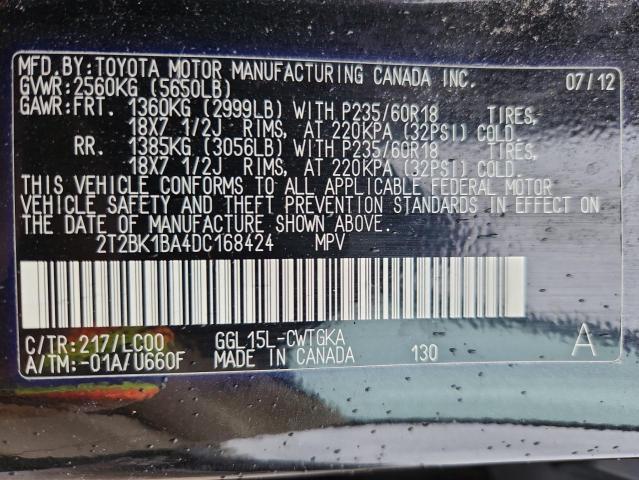 MFD.BY:TOYOTA MOTOR MANUFACTURING CANADA INC. 07/12
GVWR:2560KG (5650LB)
GAWR:FRT. 1360KG (2999LB) WITH P235/60R18 TIRES,
18X7 1/2J RIMS, AT 220KPA (32PSI) COLD.
RR. 1385KG (3056LB) WITH P235/60R18 TIRES,
18X7 1/2J RIMS, AT 220KPA (32PSI) COLD.
THIS VEHICLE CONFORMS TO ALL APPLICABLE FEDERAL MOTOR
VEHICLE SAFETY AND THEFT PREVENTION STANDARDS IN EFFECT ON
THE DATE OF MANUFACTURE SHOWN ABOVE.
2T2BK1BA4DC168424 MPV
C/TR:217/LC00 GGL15L-CWTGKA
A/TM:-01A/U660F MADE IN CANADA 130 A